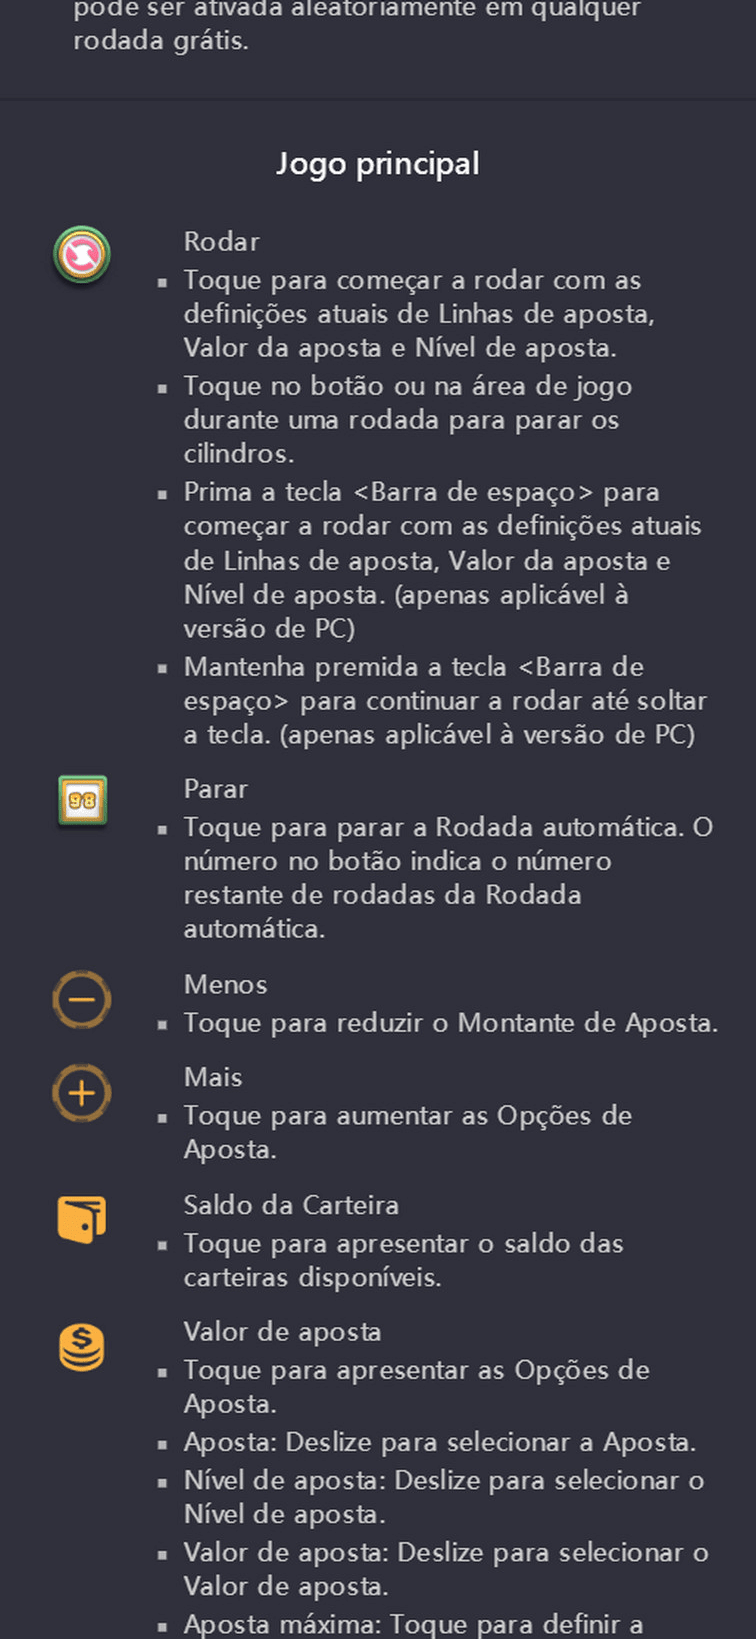 pode ser ativada aleatoriamente em qualquer
rodada grátis.
Jogo principal
Rodar
▪ Toque para começar a rodar com as
definições atuais de Linhas de aposta,
Valor da aposta e Nível de aposta.
▪ Toque no botão ou na área de jogo
durante uma rodada para parar os
cilindros.
▪ Prima a tecla <Barra de espaço> para
começar a rodar com as definições atuais
de Linhas de aposta, Valor da aposta e
Nível de aposta. (apenas aplicável à
versão de PC)
▪ Mantenha premida a tecla <Barra de
espaço> para continuar a rodar até soltar
a tecla. (apenas aplicável à versão de PC)
98
Parar
▪ Toque para parar a Rodada automática. O
número no botão indica o número
restante de rodadas da Rodada
automática.
Menos
▪ Toque para reduzir o Montante de Aposta.
Mais
▪ Toque para aumentar as Opções de
Aposta.
Saldo da Carteira
▪ Toque para apresentar o saldo das
carteiras disponíveis.
$
Valor de aposta
▪ Toque para apresentar as Opções de
Aposta.
▪ Aposta: Deslize para selecionar a Aposta.
▪ Nível de aposta: Deslize para selecionar o
Nível de aposta.
▪ Valor de aposta: Deslize para selecionar o
Valor de aposta.
▪ Aposta máxima: Toque para definir a